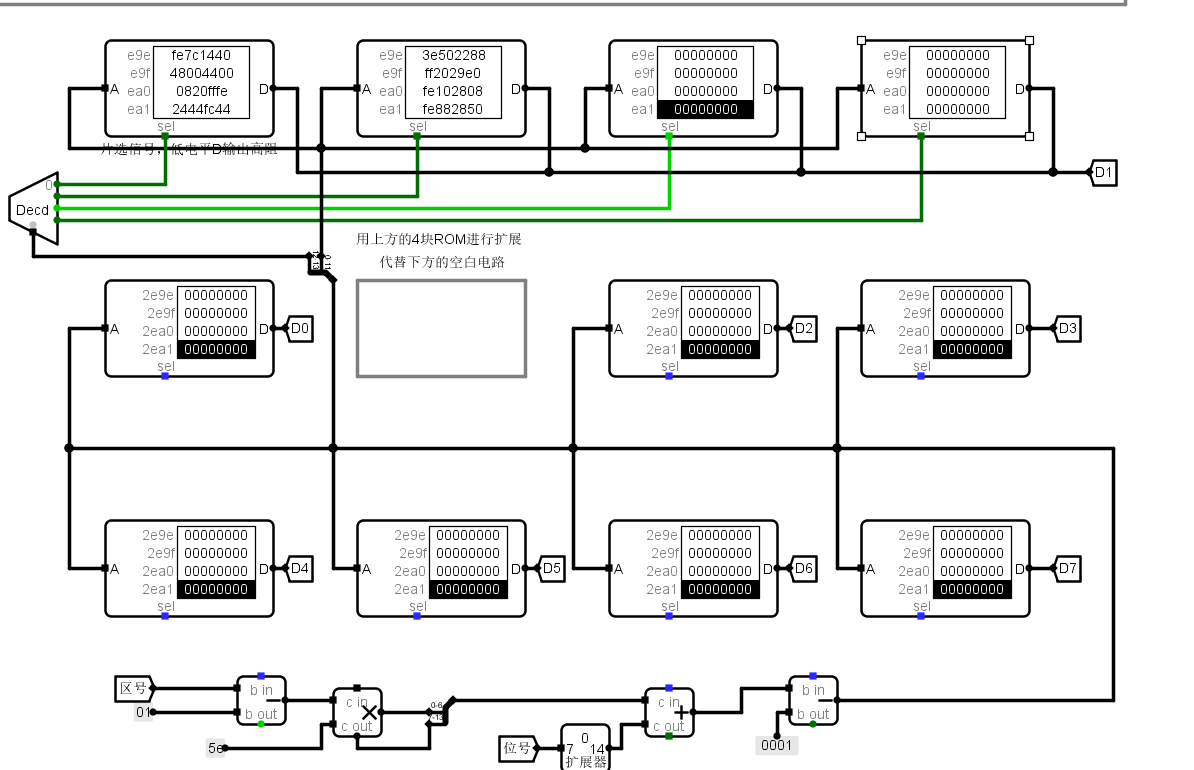 e9e fe7c1440
e9f 48004400
A ea0 0820fffe D
ea1 2444fc44
sel
e9e 3e502288
e9f ff2029e0
A ea0 fe102808 D
ea1 fe882850
sel
e9e 00000000
e9f 00000000
A ea0 00000000 D
ea1 00000000
sel
e9e 00000000
e9f 00000000
A ea0 00000000 D
ea1 00000000
sel
片选信号，低电平D输出高阻
D1
0
Decd
用上方的4块ROM进行扩展
代替下方的空白电路
2e9e 00000000
2e9f 00000000
A 2ea0 00000000 D
2ea1 00000000
sel
D0
2e9e 00000000
2e9f 00000000
A 2ea0 00000000 D
2ea1 00000000
sel
D2
2e9e 00000000
2e9f 00000000
A 2ea0 00000000 D
2ea1 00000000
sel
D3
2e9e 00000000
2e9f 00000000
A 2ea0 00000000 D
2ea1 00000000
sel
D4
2e9e 00000000
2e9f 00000000
A 2ea0 00000000 D
2ea1 00000000
sel
D5
2e9e 00000000
2e9f 00000000
A 2ea0 00000000 D
2ea1 00000000
sel
D6
2e9e 00000000
2e9f 00000000
A 2ea0 00000000 D
2ea1 00000000
sel
D7
区号
01
b in
−
b out
5e
c in
×
c out
0-6
7-13
位号
0
7 14
扩展器
c in
+
c out
b in
−
b out
0001